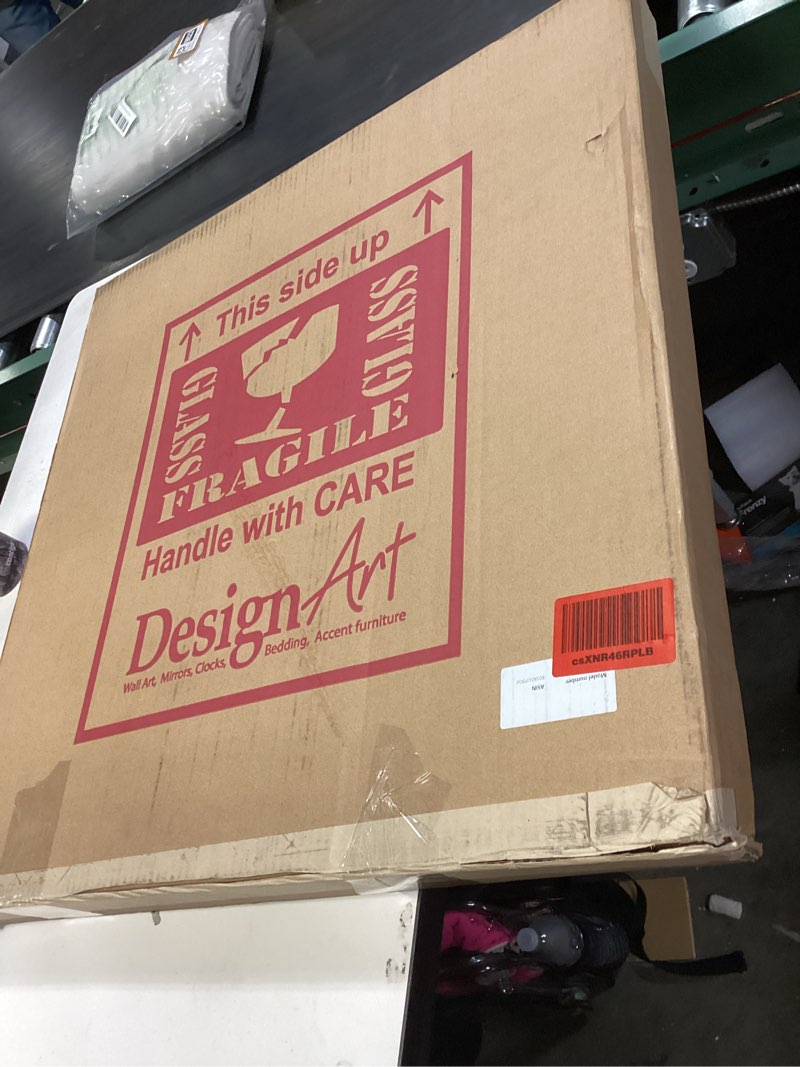 This side up
GLASS
GLASS
FRAGILE
Handle with CARE
DesignArt
Wall Art, Mirrors, Clocks, Bedding, Accent furniture
csXNR46RPLB
Model number
ASIN